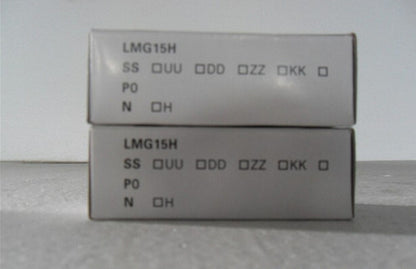 LMG15H
SS □UU □DD □ZZ □KK □
P0
N □H
LMG15H
SS □UU □DD □ZZ □KK □
P0
N □H